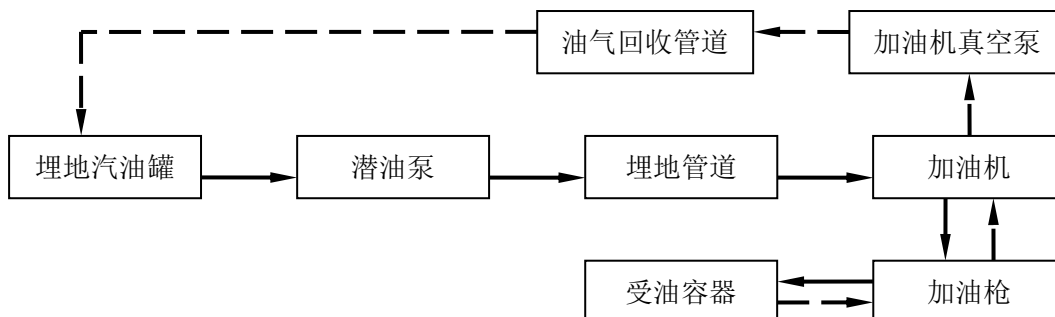 油气回收管道
加油机真空泵
埋地汽油罐
潜油泵
埋地管道
加油机
受油容器
加油枪